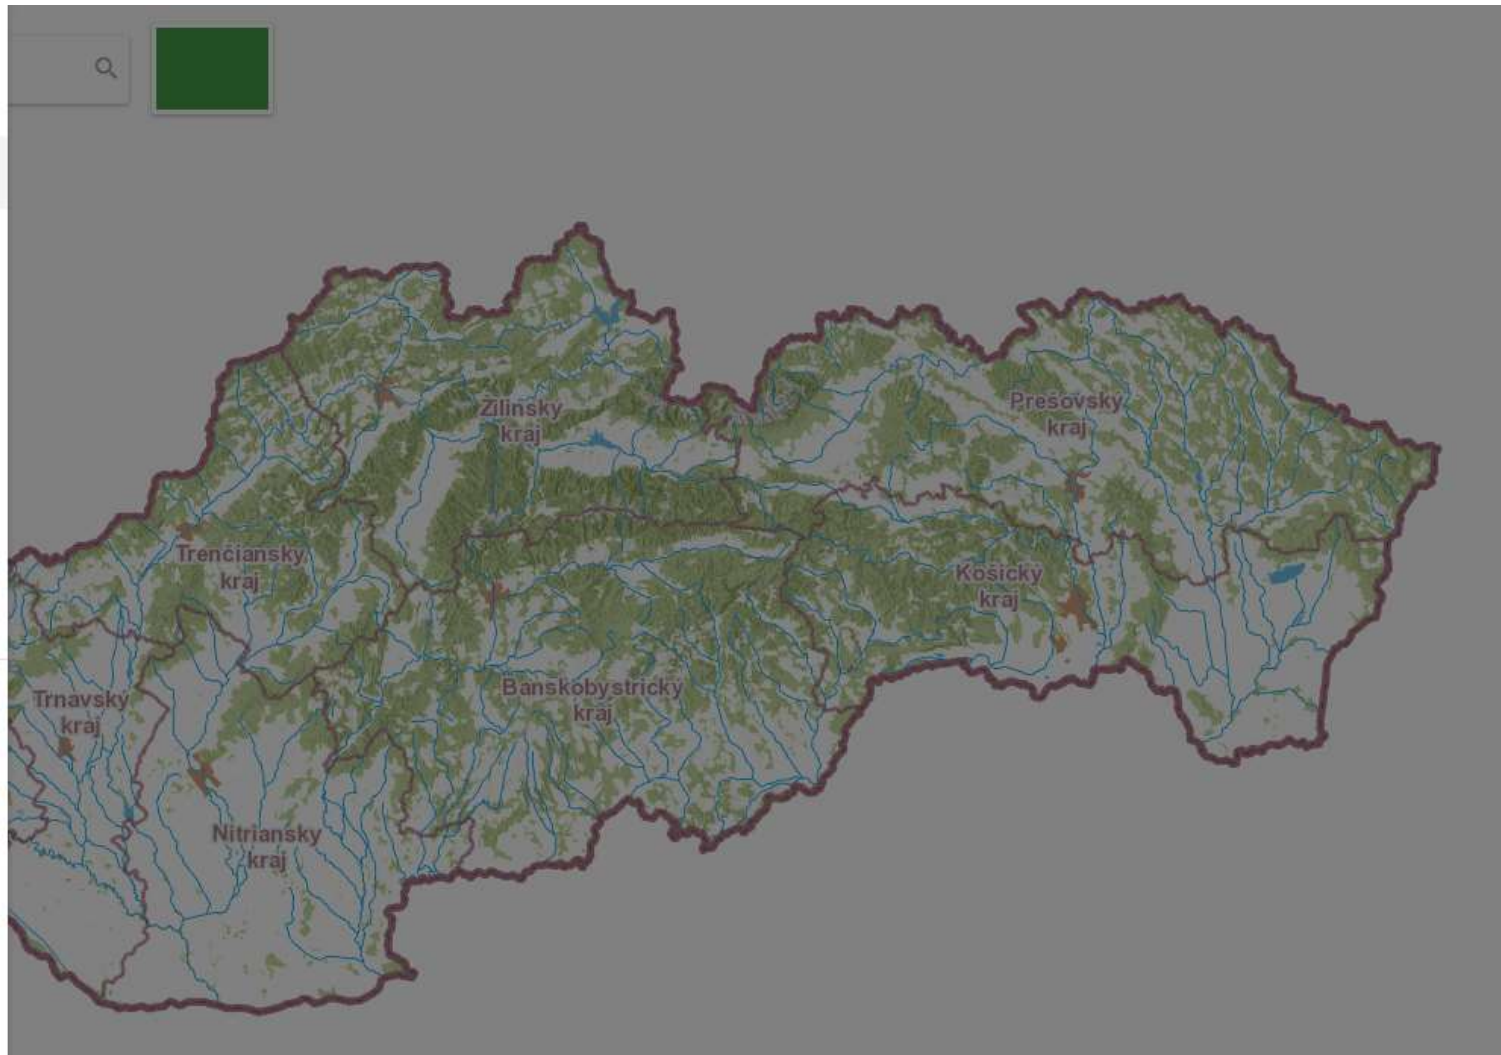 Žilinský
kraj
Prešovský
kraj
Trenčiansky
kraj
Košický
kraj
Banskobystrický
kraj
Trnavský
kraj
Nitriansky
kraj